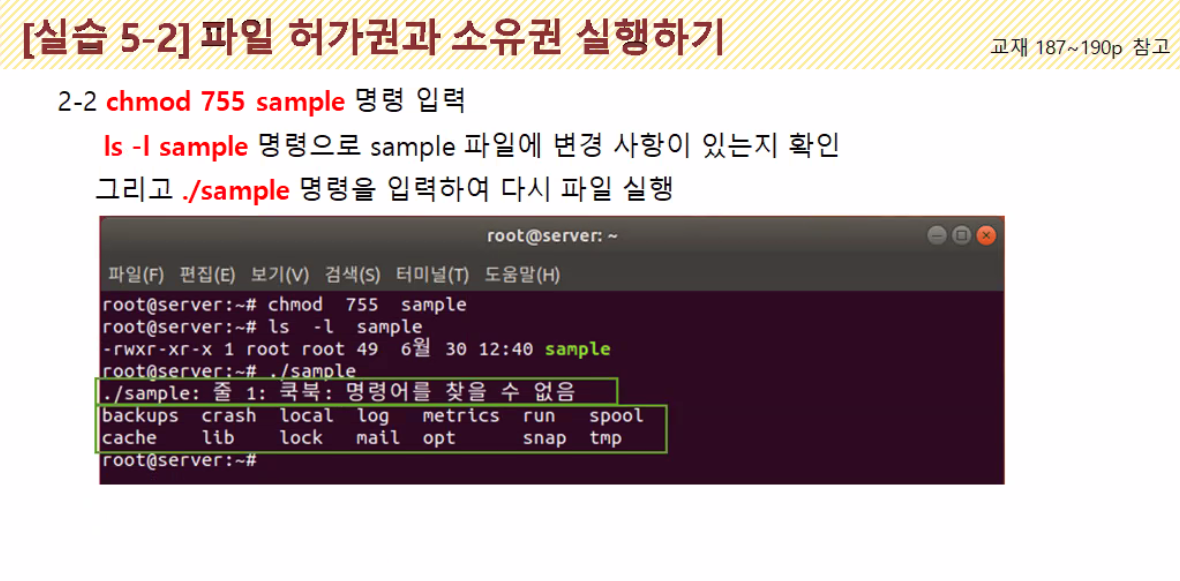 [실습 5-2] 파일 허가권과 소유권 실행하기
교재 187~190p 참고
2-2 chmod 755 sample 명령 입력
ls -l sample 명령으로 sample 파일에 변경 사항이 있는지 확인
그리고 ./sample 명령을 입력하여 다시 파일 실행
root@server: ~
파일(F) 편집(E) 보기(V) 검색(S) 터미널(T) 도움말(H)
root@server:~# chmod 755 sample
root@server:~# ls -l sample
-rwxr-xr-x 1 root root 49 6월 30 12:40 sample
root@server:~# ./sample
./sample: 줄 1: 쿡북: 명령어를 찾을 수 없음
backups crash local log metrics run spool
cache lib lock mail opt snap tmp
root@server:~#